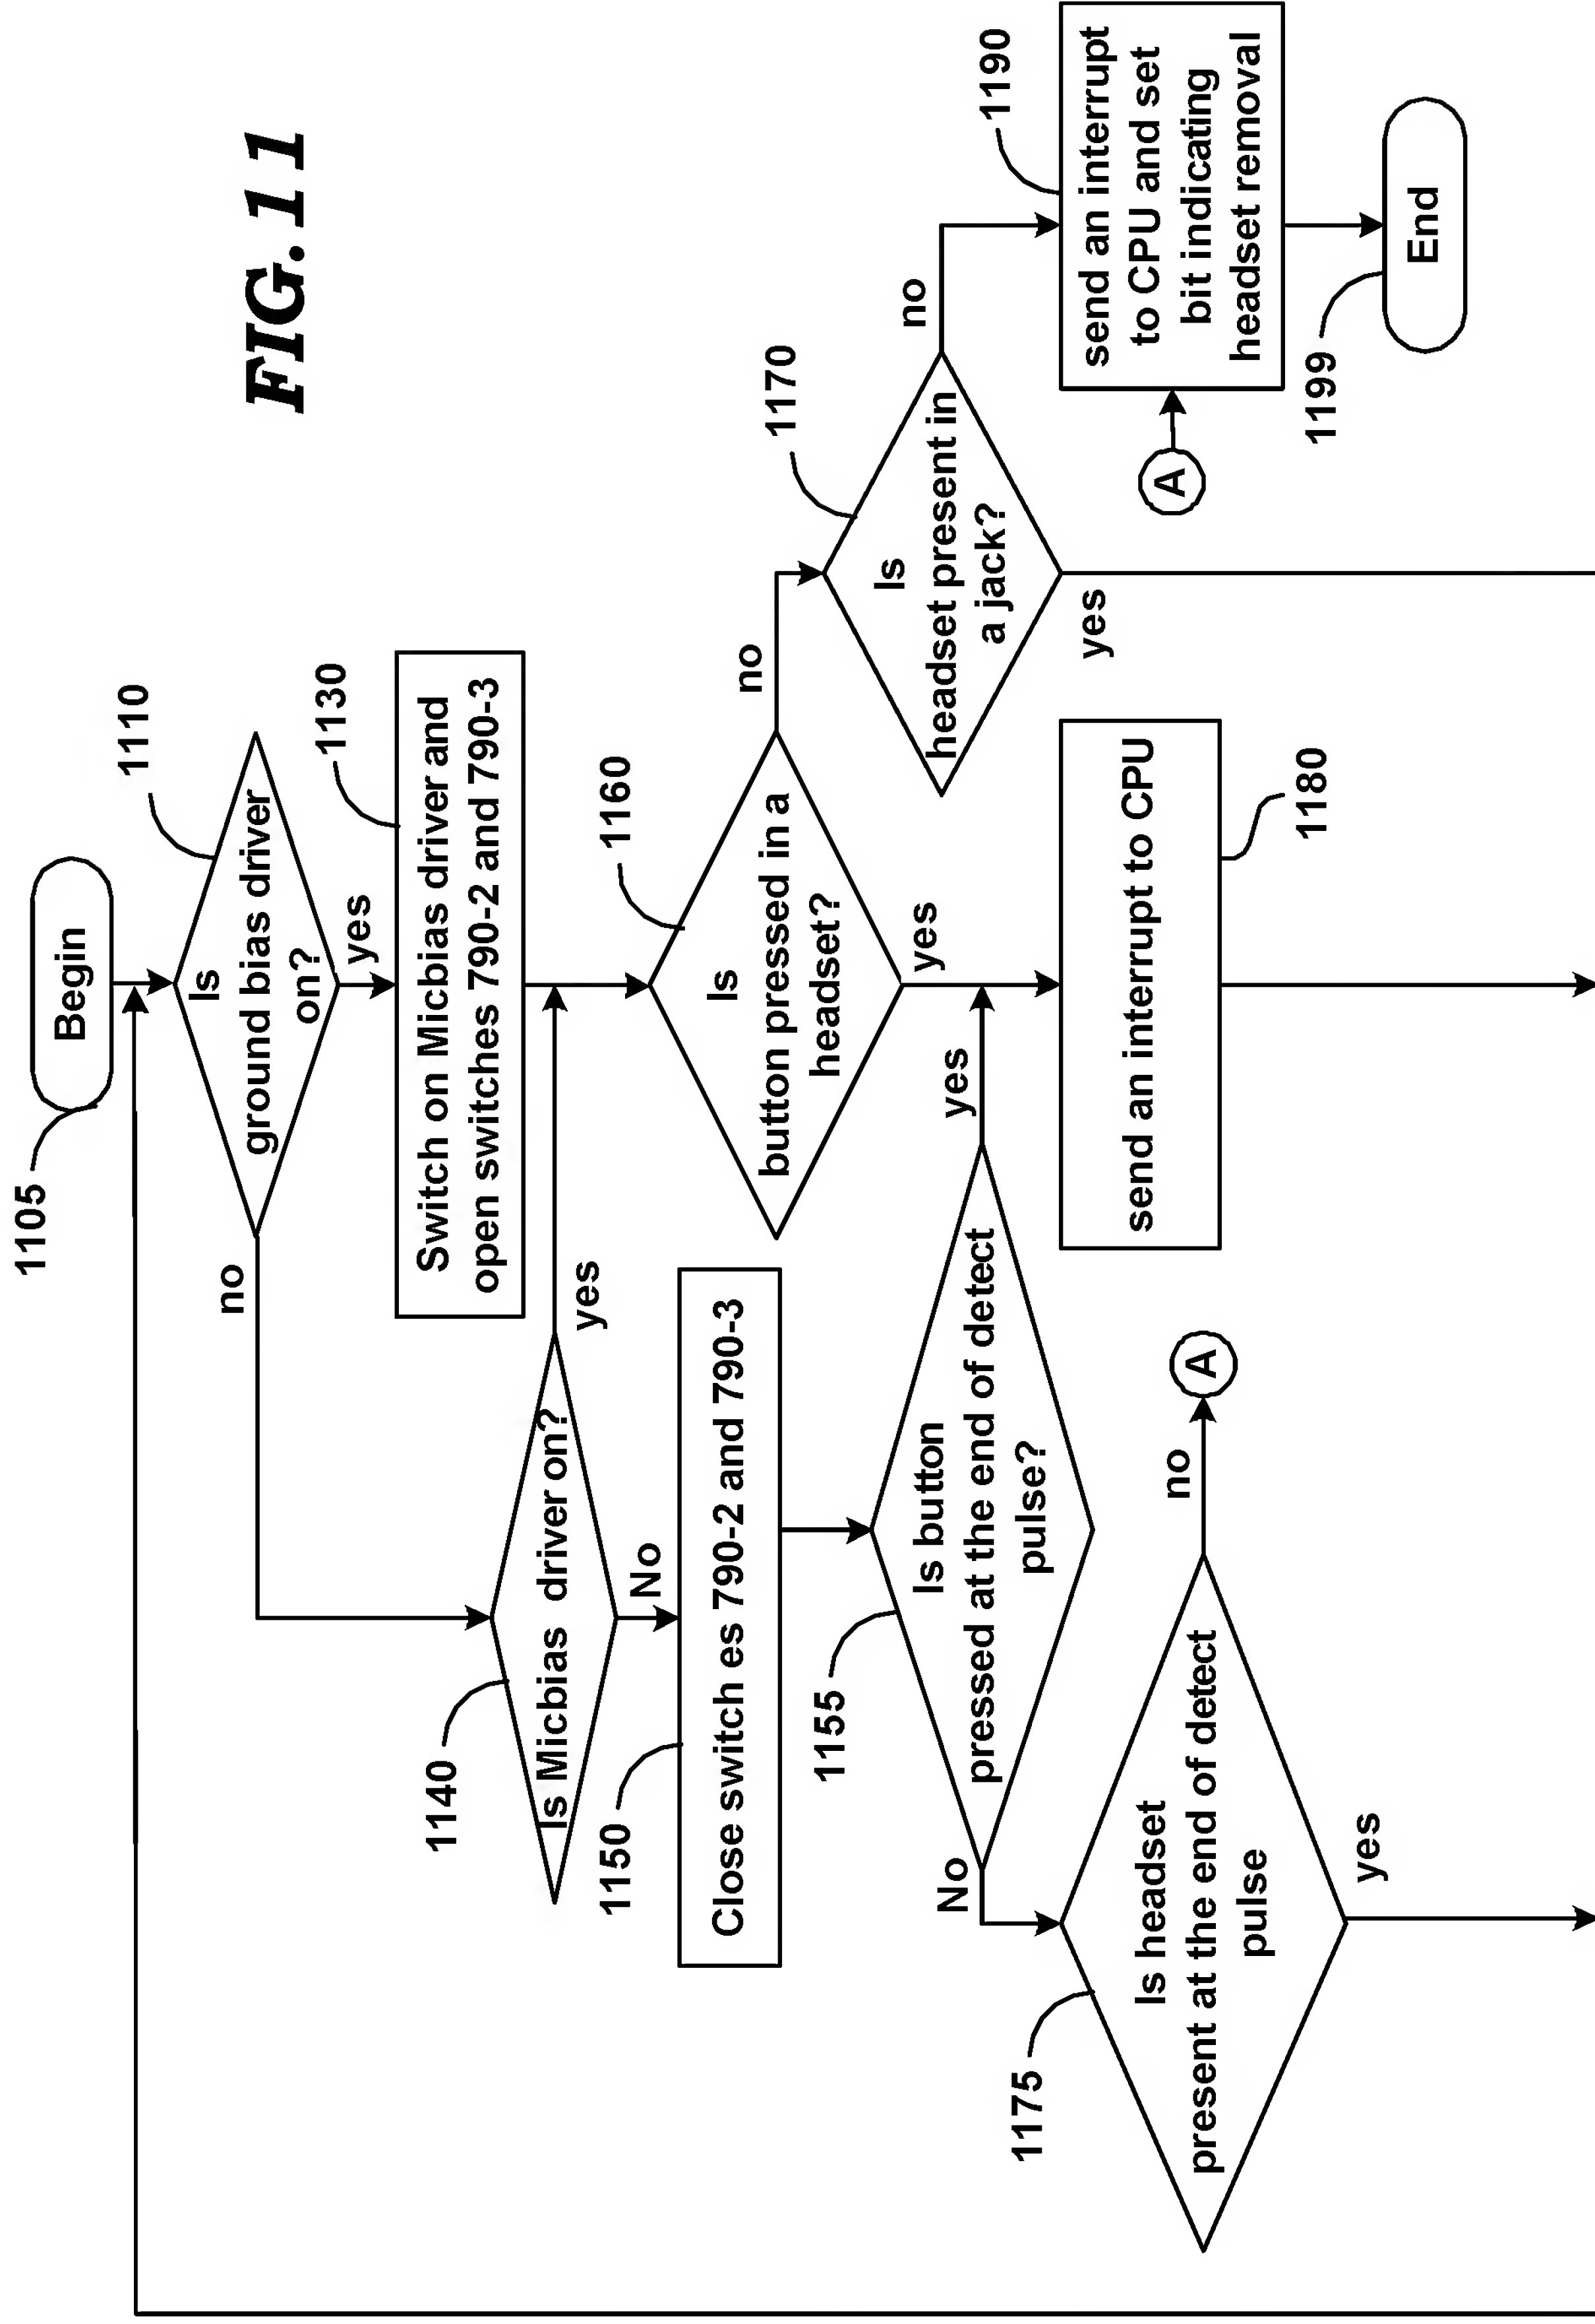 FIG.11
Begin
1105
Is
ground bias driver
on?
1110
no
yes
Switch on Micbias driver and
open switches 790-2 and 790-3
1130
Is Micbias driver on?
1140
yes
No
Close switch es 790-2 and 790-3
1150
Is
button pressed in a
headset?
1160
no
yes
Is button
pressed at the end of detect
pulse?
1155
yes
No
Is
headset present in
a jack?
1170
no
yes
Is headset
present at the end of detect
pulse
1175
no
A
yes
send an interrupt to CPU
1180
A
send an interrupt
to CPU and set
bit indicating
headset removal
1190
End
1199